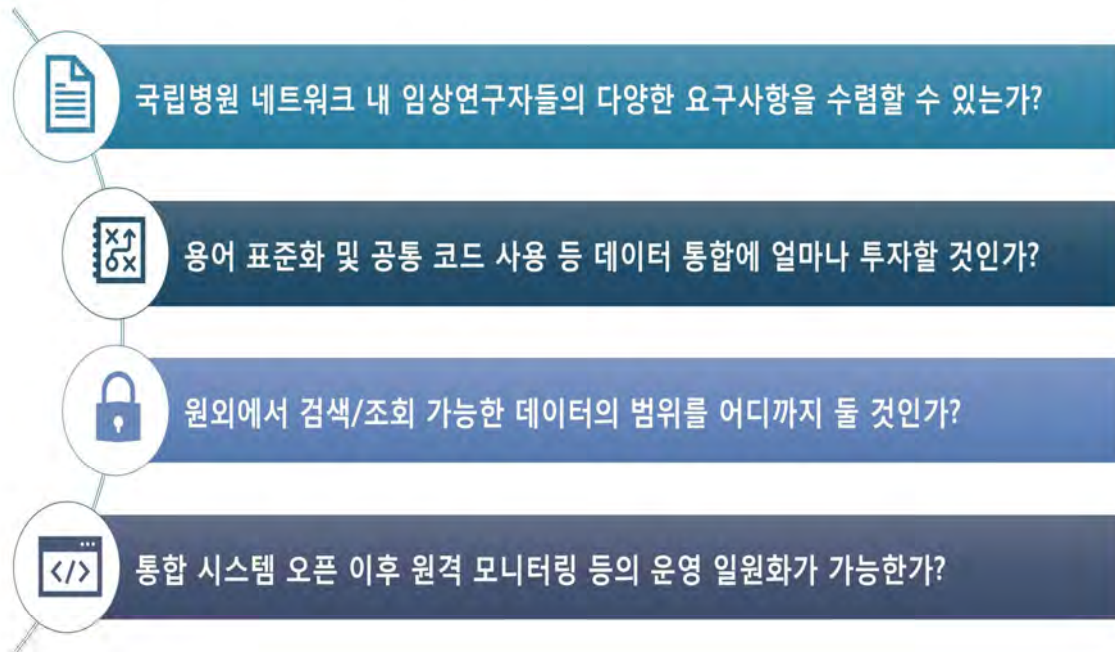 국립병원 네트워크 내 임상연구자들의 다양한 요구사항을 수렴할 수 있는가?
용어 표준화 및 공통 코드 사용 등 데이터 통합에 얼마나 투자할 것인가?
원외에서 검색/조회 가능한 데이터의 범위를 어디까지 둘 것인가?
통합 시스템 오픈 이후 원격 모니터링 등의 운영 일원화가 가능한가?